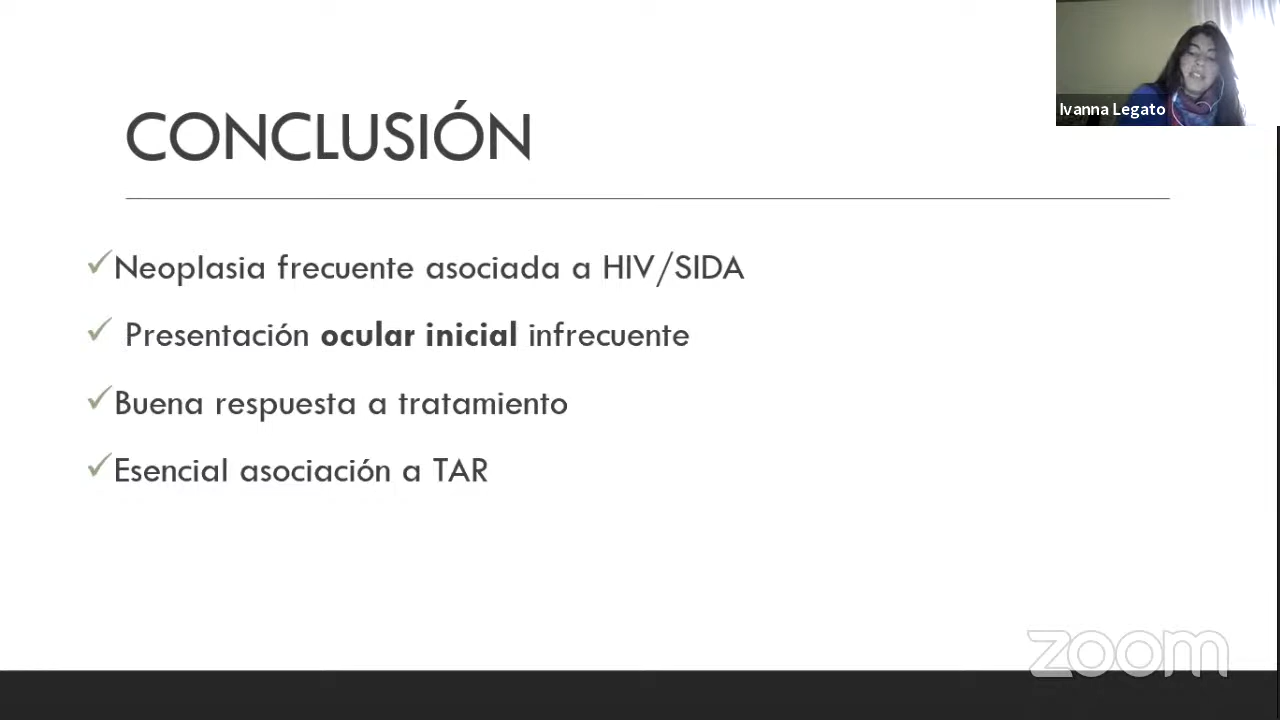 Ivanna Legato
CONCLUSIÓN
Neoplasia frecuente asociada a HIV/SIDA
Presentación ocular inicial infrecuente
Buena respuesta a tratamiento
Esencial asociación a TAR
zoom